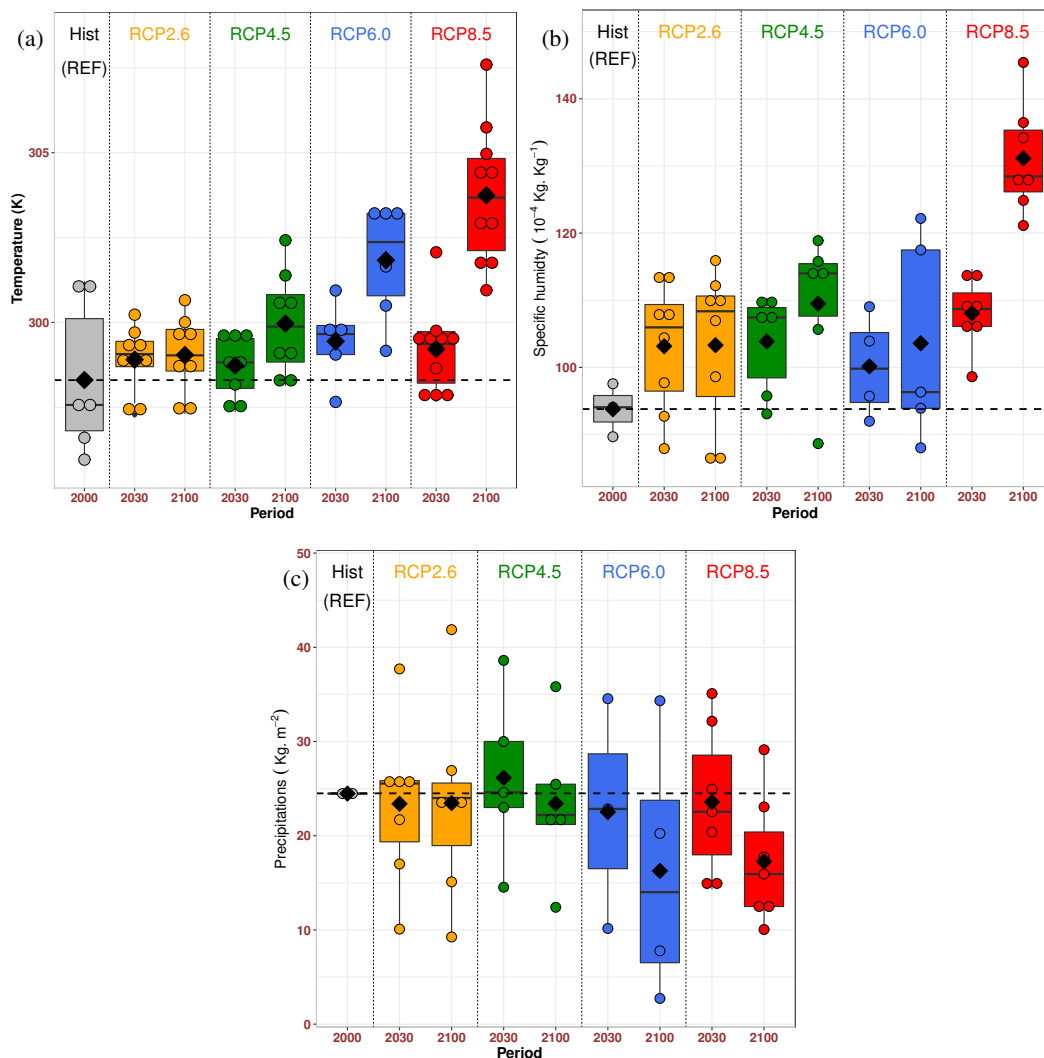 (a)
Hist
(REF)
RCP2.6
RCP4.5
RCP6.0
RCP8.5
Temperature (K)
305
300
2000
2030
2100
2030
2100
2030
2100
2030
2100
Period
(b)
Hist
(REF)
RCP2.6
RCP4.5
RCP6.0
RCP8.5
Specific humidity ( 10⁻⁴ Kg. Kg⁻¹)
140
120
100
2000
2030
2100
2030
2100
2030
2100
2030
2100
Period
(c)
Hist
(REF)
RCP2.6
RCP4.5
RCP6.0
RCP8.5
Precipitations ( Kg. m⁻²)
50
40
30
20
10
0
2000
2030
2100
2030
2100
2030
2100
2030
2100
Period